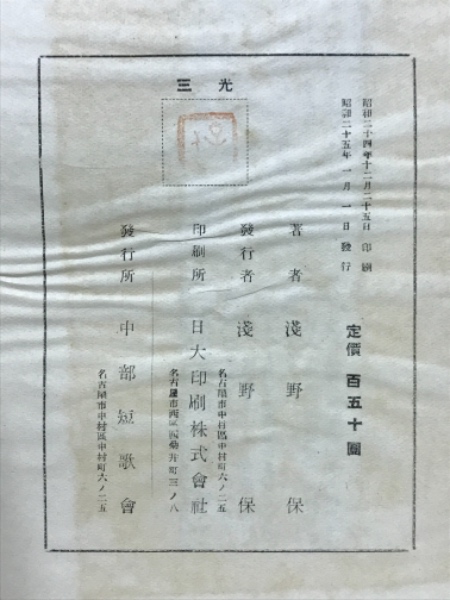 昭和二十四年十二月二十五日 印刷
昭和二十五年一月一日 發行
定價 百五十圓
三光
著者 淺野保
發行者 淺野保
名古屋市中村區中村町六ノ二五
印刷所 日大印刷株式會社
名古屋市西區南菊井町三ノ八
發行所 中部短歌會
名古屋市中村區中村町六ノ二五